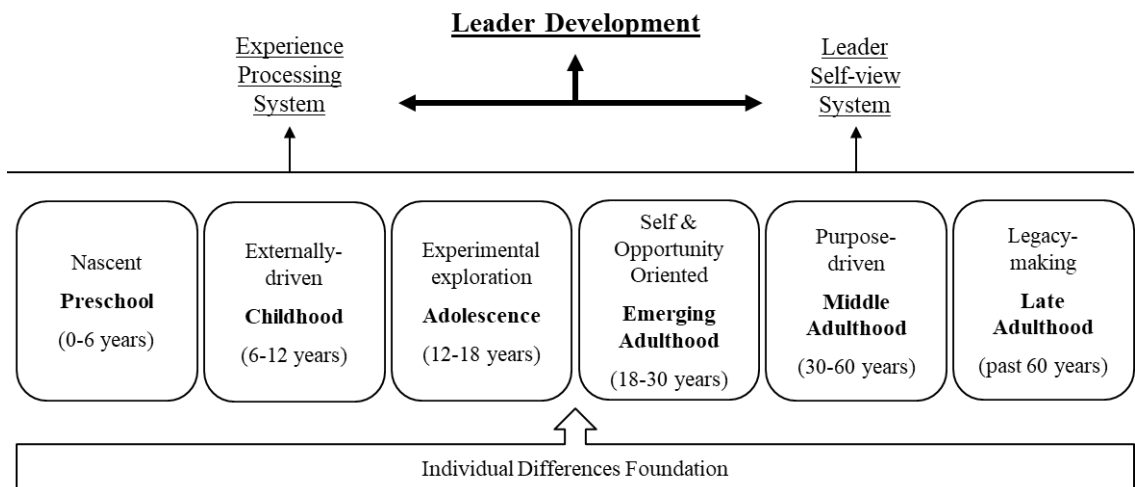 Leader Development
Experience
Processing
System
Leader
Self-view
System
Nascent
Preschool
(0-6 years)
Externally-
driven
Childhood
(6-12 years)
Experimental
exploration
Adolescence
(12-18 years)
Self &
Opportunity
Oriented
Emerging
Adulthood
(18-30 years)
Purpose-
driven
Middle
Adulthood
(30-60 years)
Legacy-
making
Late
Adulthood
(past 60 years)
Individual Differences Foundation